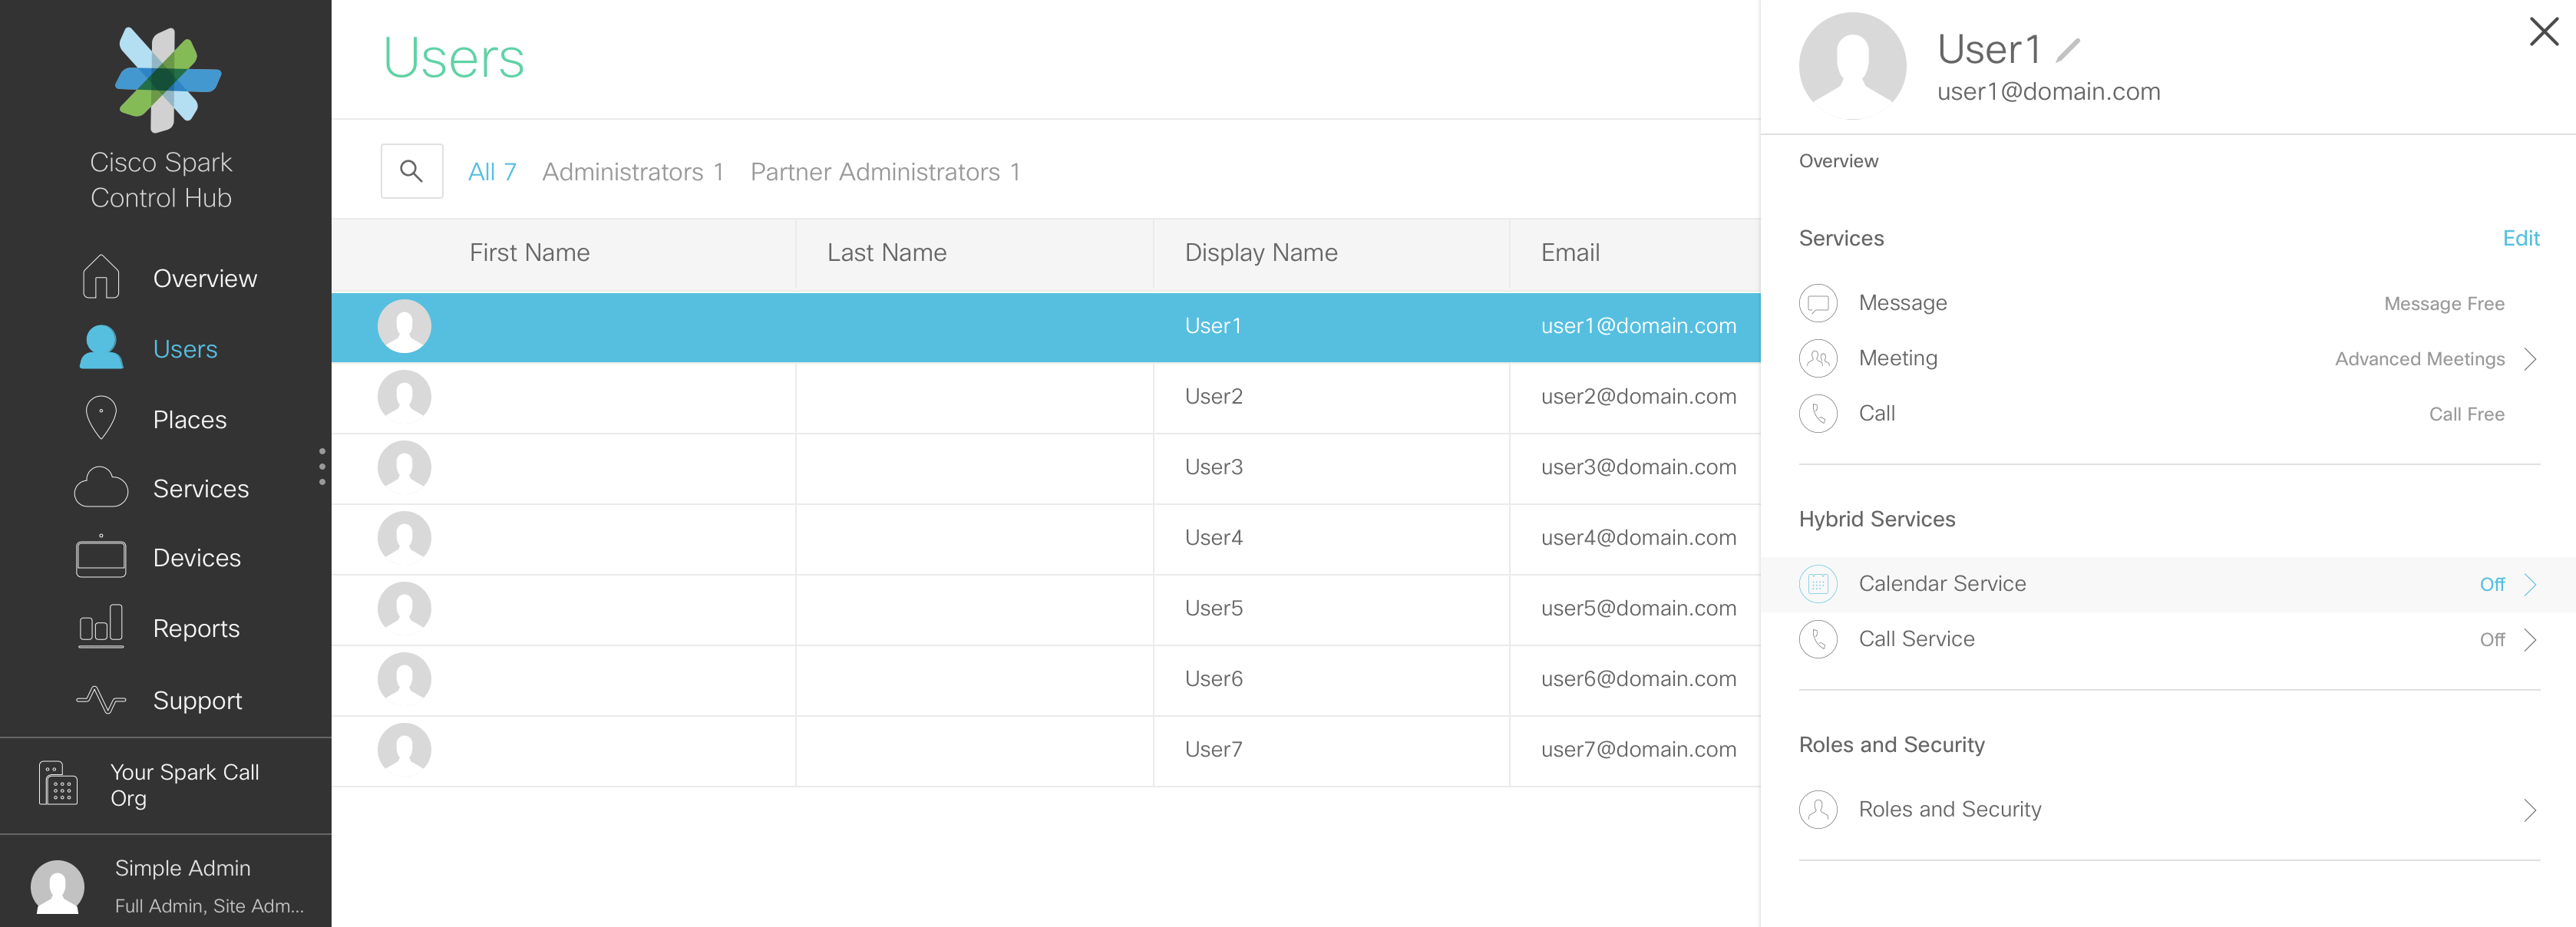 Cisco Spark
Control Hub
Overview
Users
Places
Services
Devices
Reports
Support
Your Spark Call
Org
Simple Admin
Full Admin, Site Adm...
Users
All 7 Administrators 1 Partner Administrators 1
First Name Last Name Display Name Email
User1 user1@domain.com
User2 user2@domain.com
User3 user3@domain.com
User4 user4@domain.com
User5 user5@domain.com
User6 user6@domain.com
User7 user7@domain.com
User1
user1@domain.com
Overview
Services Edit
Message Message Free
Meeting Advanced Meetings
Call Call Free
Hybrid Services
Calendar Service Off
Call Service Off
Roles and Security
Roles and Security